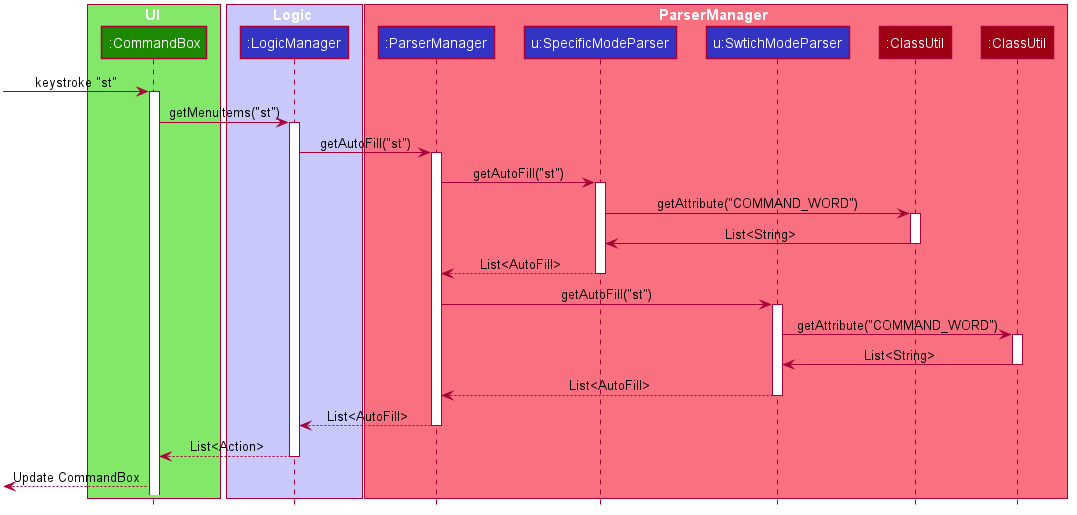 UI
Logic
ParserManager
:CommandBox
:LogicManager
:ParserManager
u:SpecificModeParser
u:SwtichModeParser
:ClassUtil
:ClassUtil
keystroke "st"
getMenuItems("st")
getAutoFill("st")
getAutoFill("st")
getAttribute("COMMAND_WORD")
List<String>
List<AutoFill>
getAutoFill("st")
getAttribute("COMMAND_WORD")
List<String>
List<AutoFill>
List<AutoFill>
List<Action>
Update CommandBox